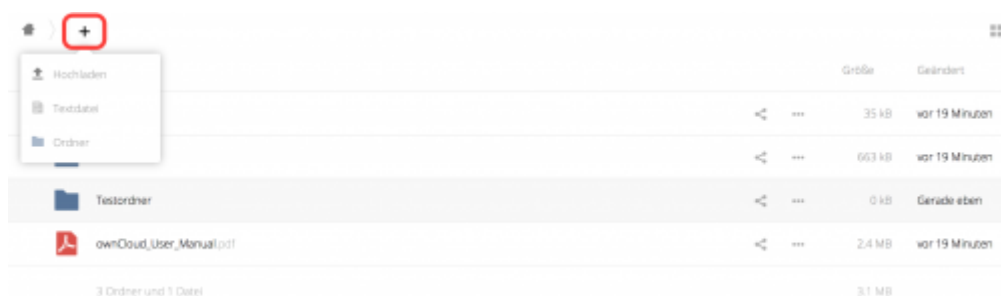 +
Hochladen
Größe Geändert
Textdatei
35 kB vor 19 Minuten
Ordner
663 kB vor 19 Minuten
Testordner 0 kB Gerade eben
ownCloud_User_Manual.pdf 2.4 MB vor 19 Minuten
3 Ordner und 1 Datei 3.1 MB